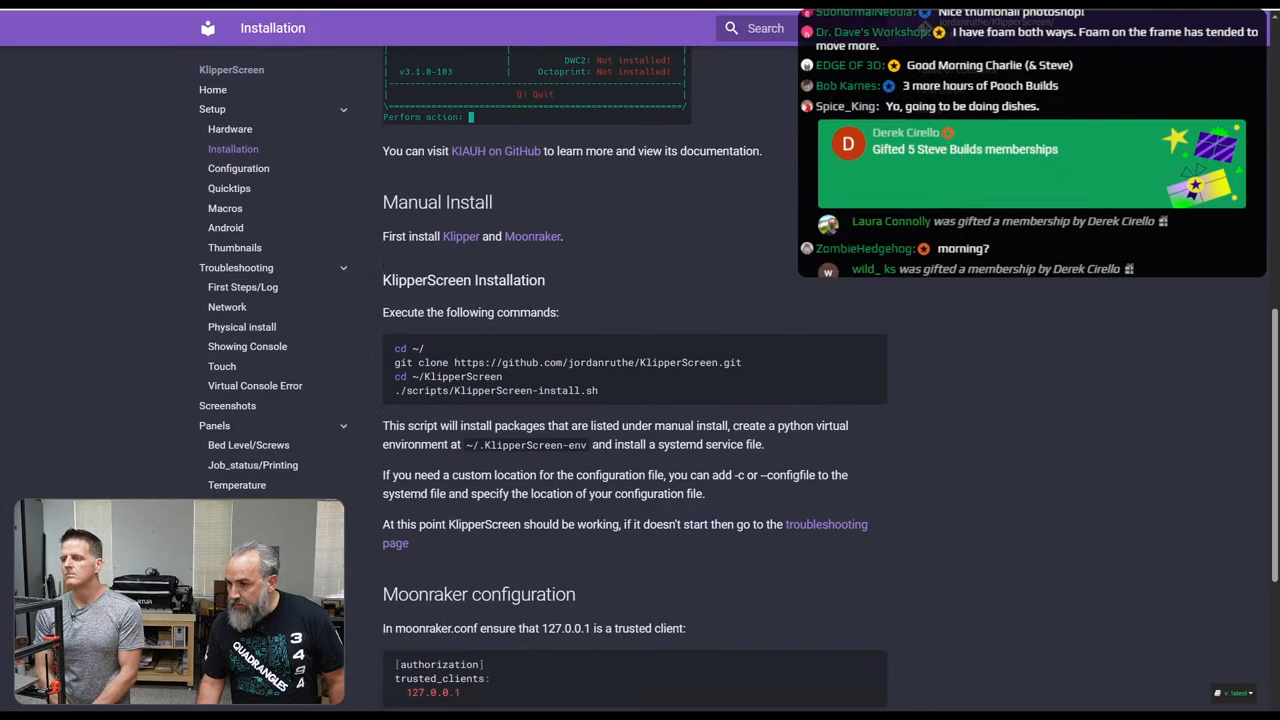 Installation
Search
KlipperScreen
Home
Setup
Hardware
Installation
Configuration
Quicktips
Macros
Android
Thumbnails
Troubleshooting
First Steps/Log
Network
Physical install
Showing Console
Touch
Virtual Console Error
Screenshots
Panels
Bed Level/Screws
Job_status/Printing
Temperature
DWC2: Not installed!
v3.1.0-103 | Octoprint: Not installed!
Q) Quit
Perform action:
You can visit KIAUH on GitHub to learn more and view its documentation.
Manual Install
First install Klipper and Moonraker.
KlipperScreen Installation
Execute the following commands:
cd ~/
git clone https://github.com/jordanruthe/KlipperScreen.git
cd ~/KlipperScreen
./scripts/KlipperScreen-install.sh
This script will install packages that are listed under manual install, create a python virtual
environment at ~/.KlipperScreen-env and install a systemd service file.
If you need a custom location for the configuration file, you can add -c or --configfile to the
systemd file and specify the location of your configuration file.
At this point KlipperScreen should be working, if it doesn't start then go to the troubleshooting
page
Moonraker configuration
In moonraker.conf ensure that 127.0.0.1 is a trusted client:
[authorization]
trusted_clients:
127.0.0.1
SubnormalNebula: Nice thumbnail photoshop!
jordanruthe/KlipperScreen/
Dr. Dave's Workshop: I have foam both ways. Foam on the frame has tended to
move more.
EDGE OF 3D: Good Morning Charlie (& Steve)
Bob Karnes: 3 more hours of Pooch Builds
Spice_King: Yo, going to be doing dishes.
D
Derek Cirello
Gifted 5 Steve Builds memberships
Laura Connolly was gifted a membership by Derek Cirello
ZombieHedgehog: morning?
w wild_ ks was gifted a membership by Derek Cirello
QUADRANGLES
3
4
v: latest